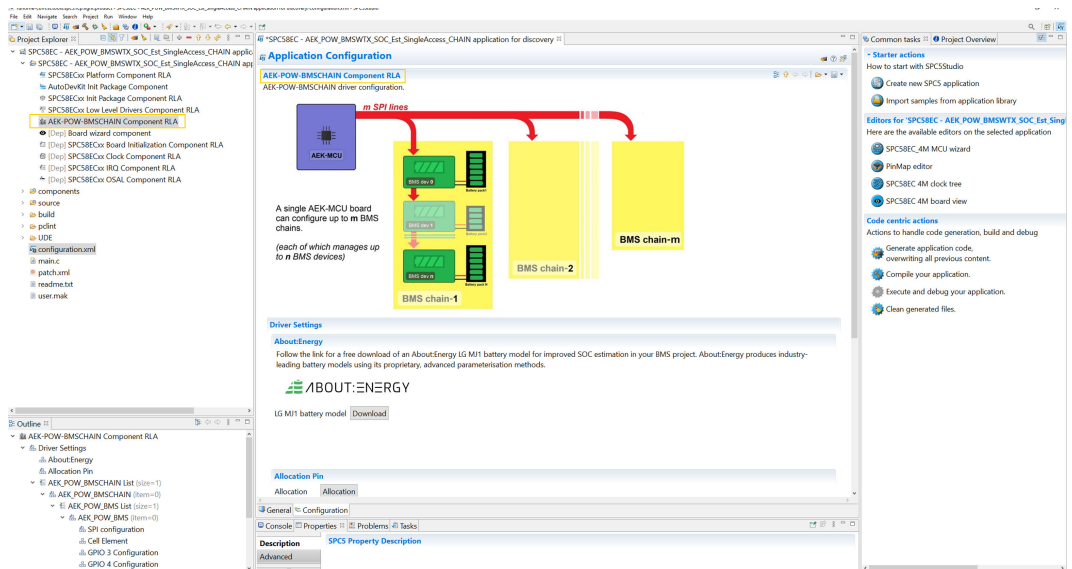 File Edit Navigate Search Project Run Window Help
Project Explorer
SPC58EC - AEK_POW_BMSWTX_SOC_Est_SingleAccess_CHAIN applic
SPC58EC - AEK_POW_BMSWTX_SOC_Est_SingleAccess_CHAIN app
SPC58ECxx Platform Component RLA
AutoDevKit Init Package Component
SPC58ECxx Init Package Component RLA
SPC58ECxx Low Level Drivers Component RLA
AEK-POW-BMSCHAIN Component RLA
[Dep] Board wizard component
[Dep] SPC58ECxx Board Initialization Component RLA
[Dep] SPC58ECxx Clock Component RLA
[Dep] SPC58ECxx IRQ Component RLA
[Dep] SPC58ECxx OSAL Component RLA
components
source
build
pclint
UDE
configuration.xml
main.c
patch.xml
readme.txt
user.mak
Outline
AEK-POW-BMSCHAIN Component RLA
Driver Settings
About:Energy
Allocation Pin
AEK_POW_BMSCHAIN List (size=1)
AEK_POW_BMSCHAIN (item=0)
AEK_POW_BMS List (size=1)
AEK_POW_BMS (item=0)
SPI configuration
Cell Element
GPIO 3 Configuration
GPIO 4 Configuration
*SPC58EC - AEK_POW_BMSWTX_SOC_Est_SingleAccess_CHAIN application for discovery
Application Configuration
AEK-POW-BMSCHAIN Component RLA
AEK-POW-BMSCHAIN driver configuration.
m SPI lines
AEK-MCU
BMS dev 0
BMS dev 1
BMS dev n
A single AEK-MCU board
can configure up to m BMS
chains.
(each of which manages up
to n BMS devices)
BMS chain-1
BMS chain-2
BMS chain-m
Driver Settings
About:Energy
Follow the link for a free download of an About:Energy LG MJ1 battery model for improved SOC estimation in your BMS project. About:Energy produces industry-
leading battery models using its proprietary, advanced parameterisation methods.
ABOUT:ENERGY
LG MJ1 battery model Download
Allocation Pin
Allocation Allocation
General Configuration
Console Properties Problems Tasks
Description SPC5 Property Description
Advanced
Common tasks Project Overview
Starter actions
How to start with SPC5Studio
Create new SPC5 application
Import samples from application library
Editors for 'SPC58EC - AEK_POW_BMSWTX_SOC_Est_Singl
Here are the available editors on the selected application
SPC58EC_4M MCU wizard
PinMap editor
SPC58EC 4M clock tree
SPC58EC 4M board view
Code centric actions
Actions to handle code generation, build and debug
Generate application code,
overwriting all previous content.
Compile your application.
Execute and debug your application.
Clean generated files.